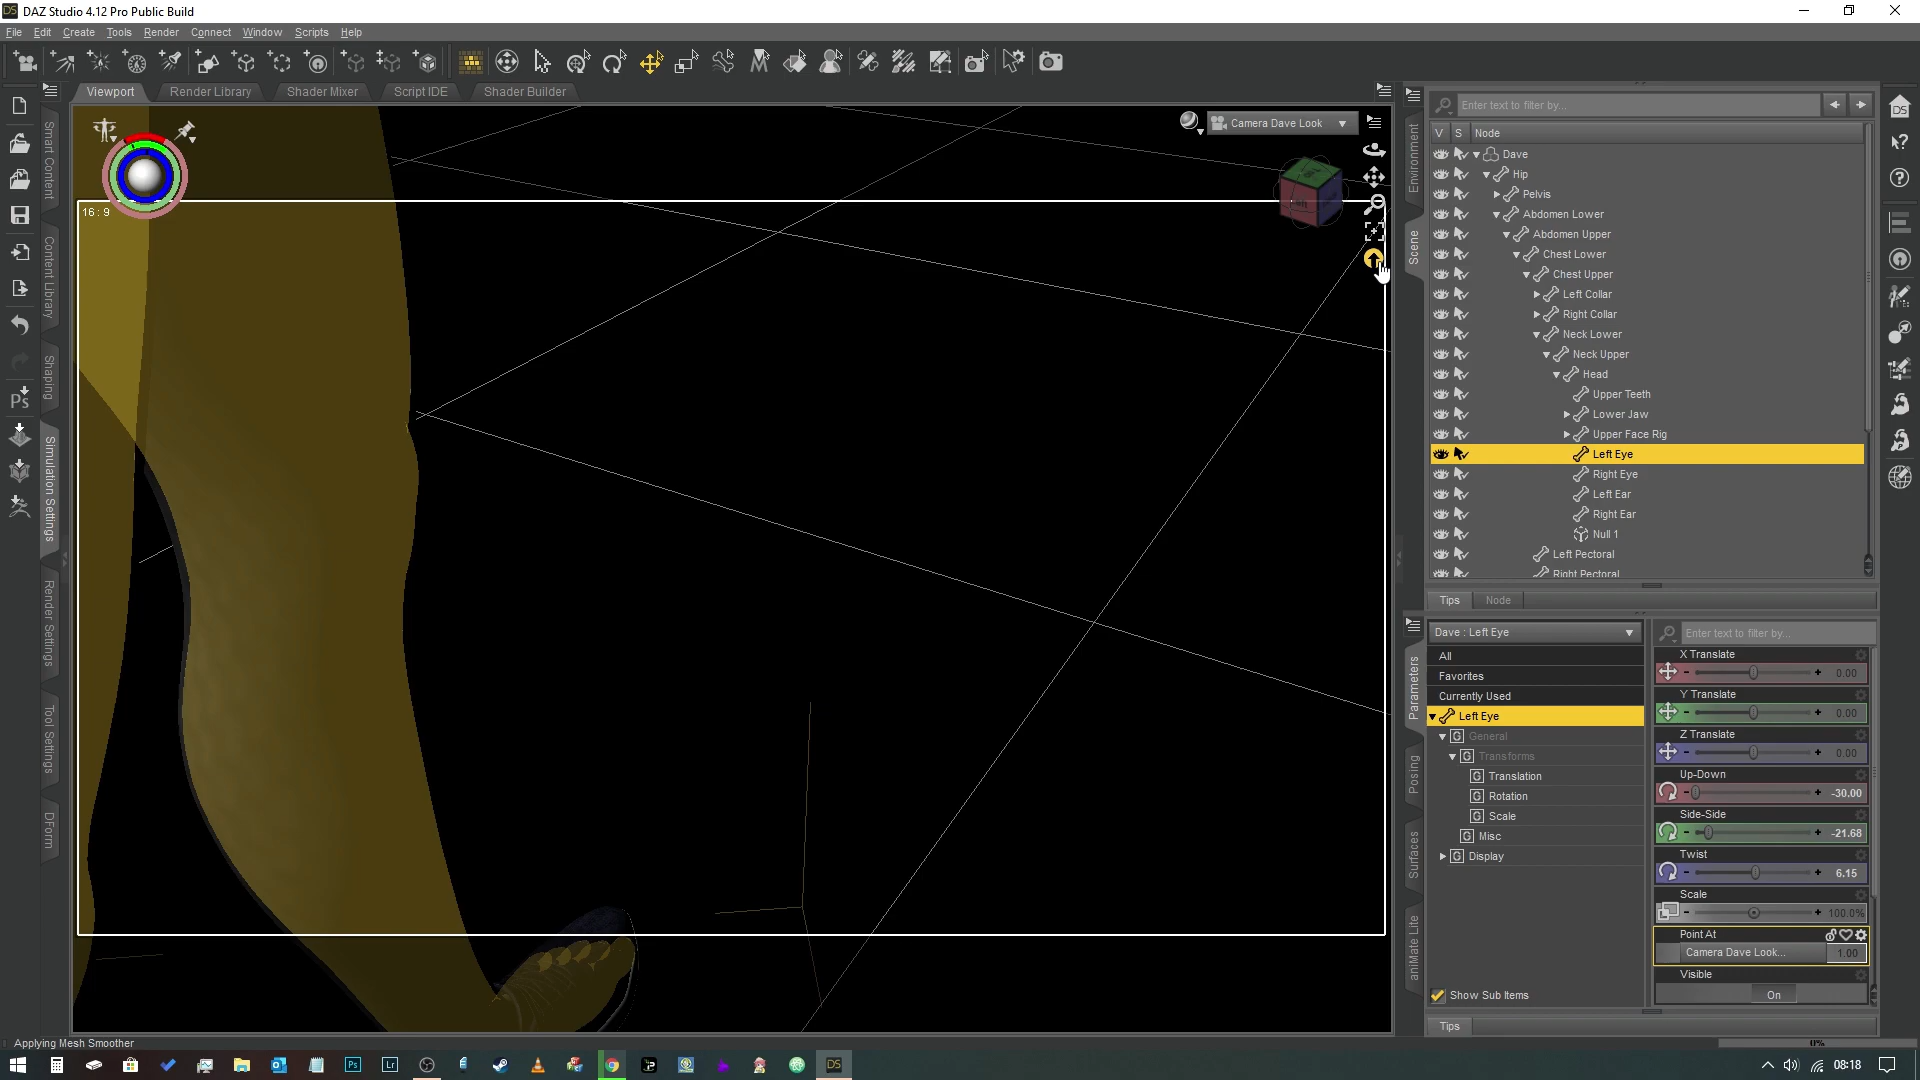 DAZ Studio 4.12 Pro Public Build
File Edit Create Tools Render Connect Window Scripts Help
Viewport Render Library Shader Mixer Script IDE Shader Builder
Camera Dave Look
16 : 9
Smart Content
Content Library
Shaping
Simulation Settings
Render Settings
Tool Settings
DForm
Ps
Environment
Scene
Enter text to filter by...
V S Node
Dave
Hip
Pelvis
Abdomen Lower
Abdomen Upper
Chest Lower
Chest Upper
Left Collar
Right Collar
Neck Lower
Neck Upper
Head
Upper Teeth
Lower Jaw
Upper Face Rig
Left Eye
Right Eye
Left Ear
Right Ear
Null 1
Left Pectoral
Right Pectoral
Tips Node
Parameters
Posing
Surfaces
aniMate Lite
Dave : Left Eye
All
Favorites
Currently Used
Left Eye
General
Transforms
Translation
Rotation
Scale
Misc
Display
Show Sub Items
Enter text to filter by...
X Translate
0.00
Y Translate
0.00
Z Translate
0.00
Up-Down
-30.00
Side-Side
-21.68
Twist
6.15
Scale
100.0%
Point At
Camera Dave Look... 1.00
Visible
On
Tips
Applying Mesh Smoother
0%
Ps Lr DS 08:18